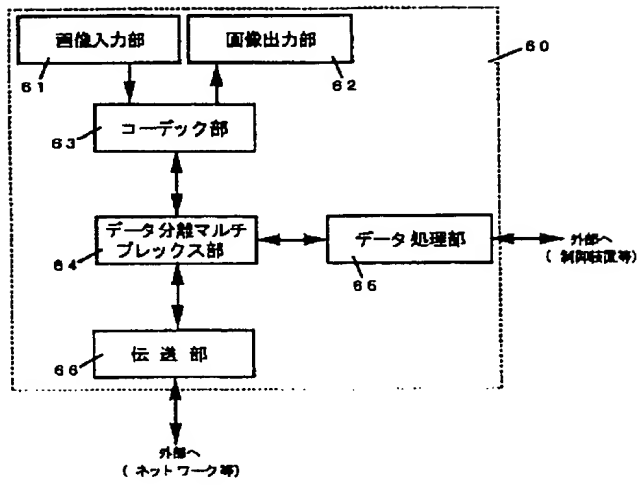 画像入力部
画像出力部
60
61
62
コーデック部
63
データ分離マルチ
プレックス部
データ処理部
外部へ
(制御装置等)
64
65
伝送部
66
外部へ
(ネットワーク等)